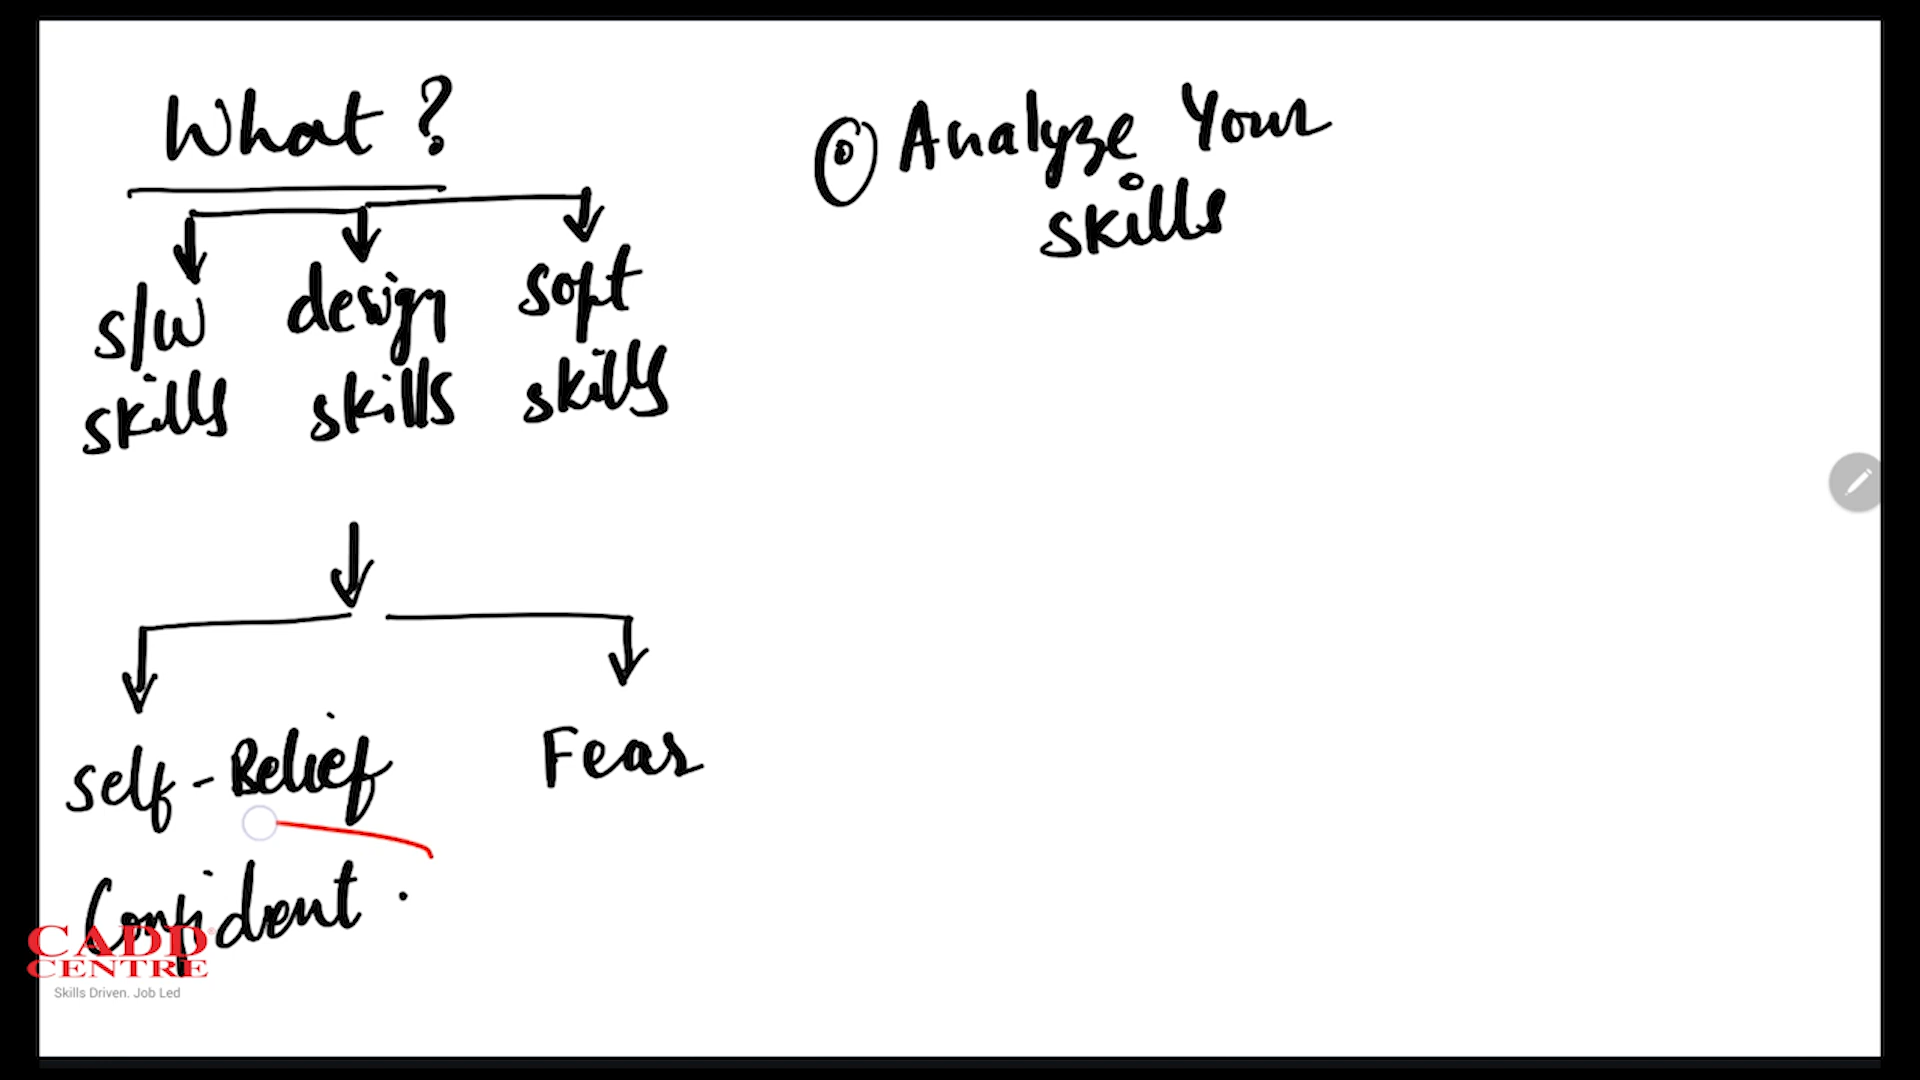 What ?
s/w skills
design skills
soft skills
self - Belief
Confident .
Fear
Analyze Your
skills
CADD
CENTRE
Skills Driven. Job Led